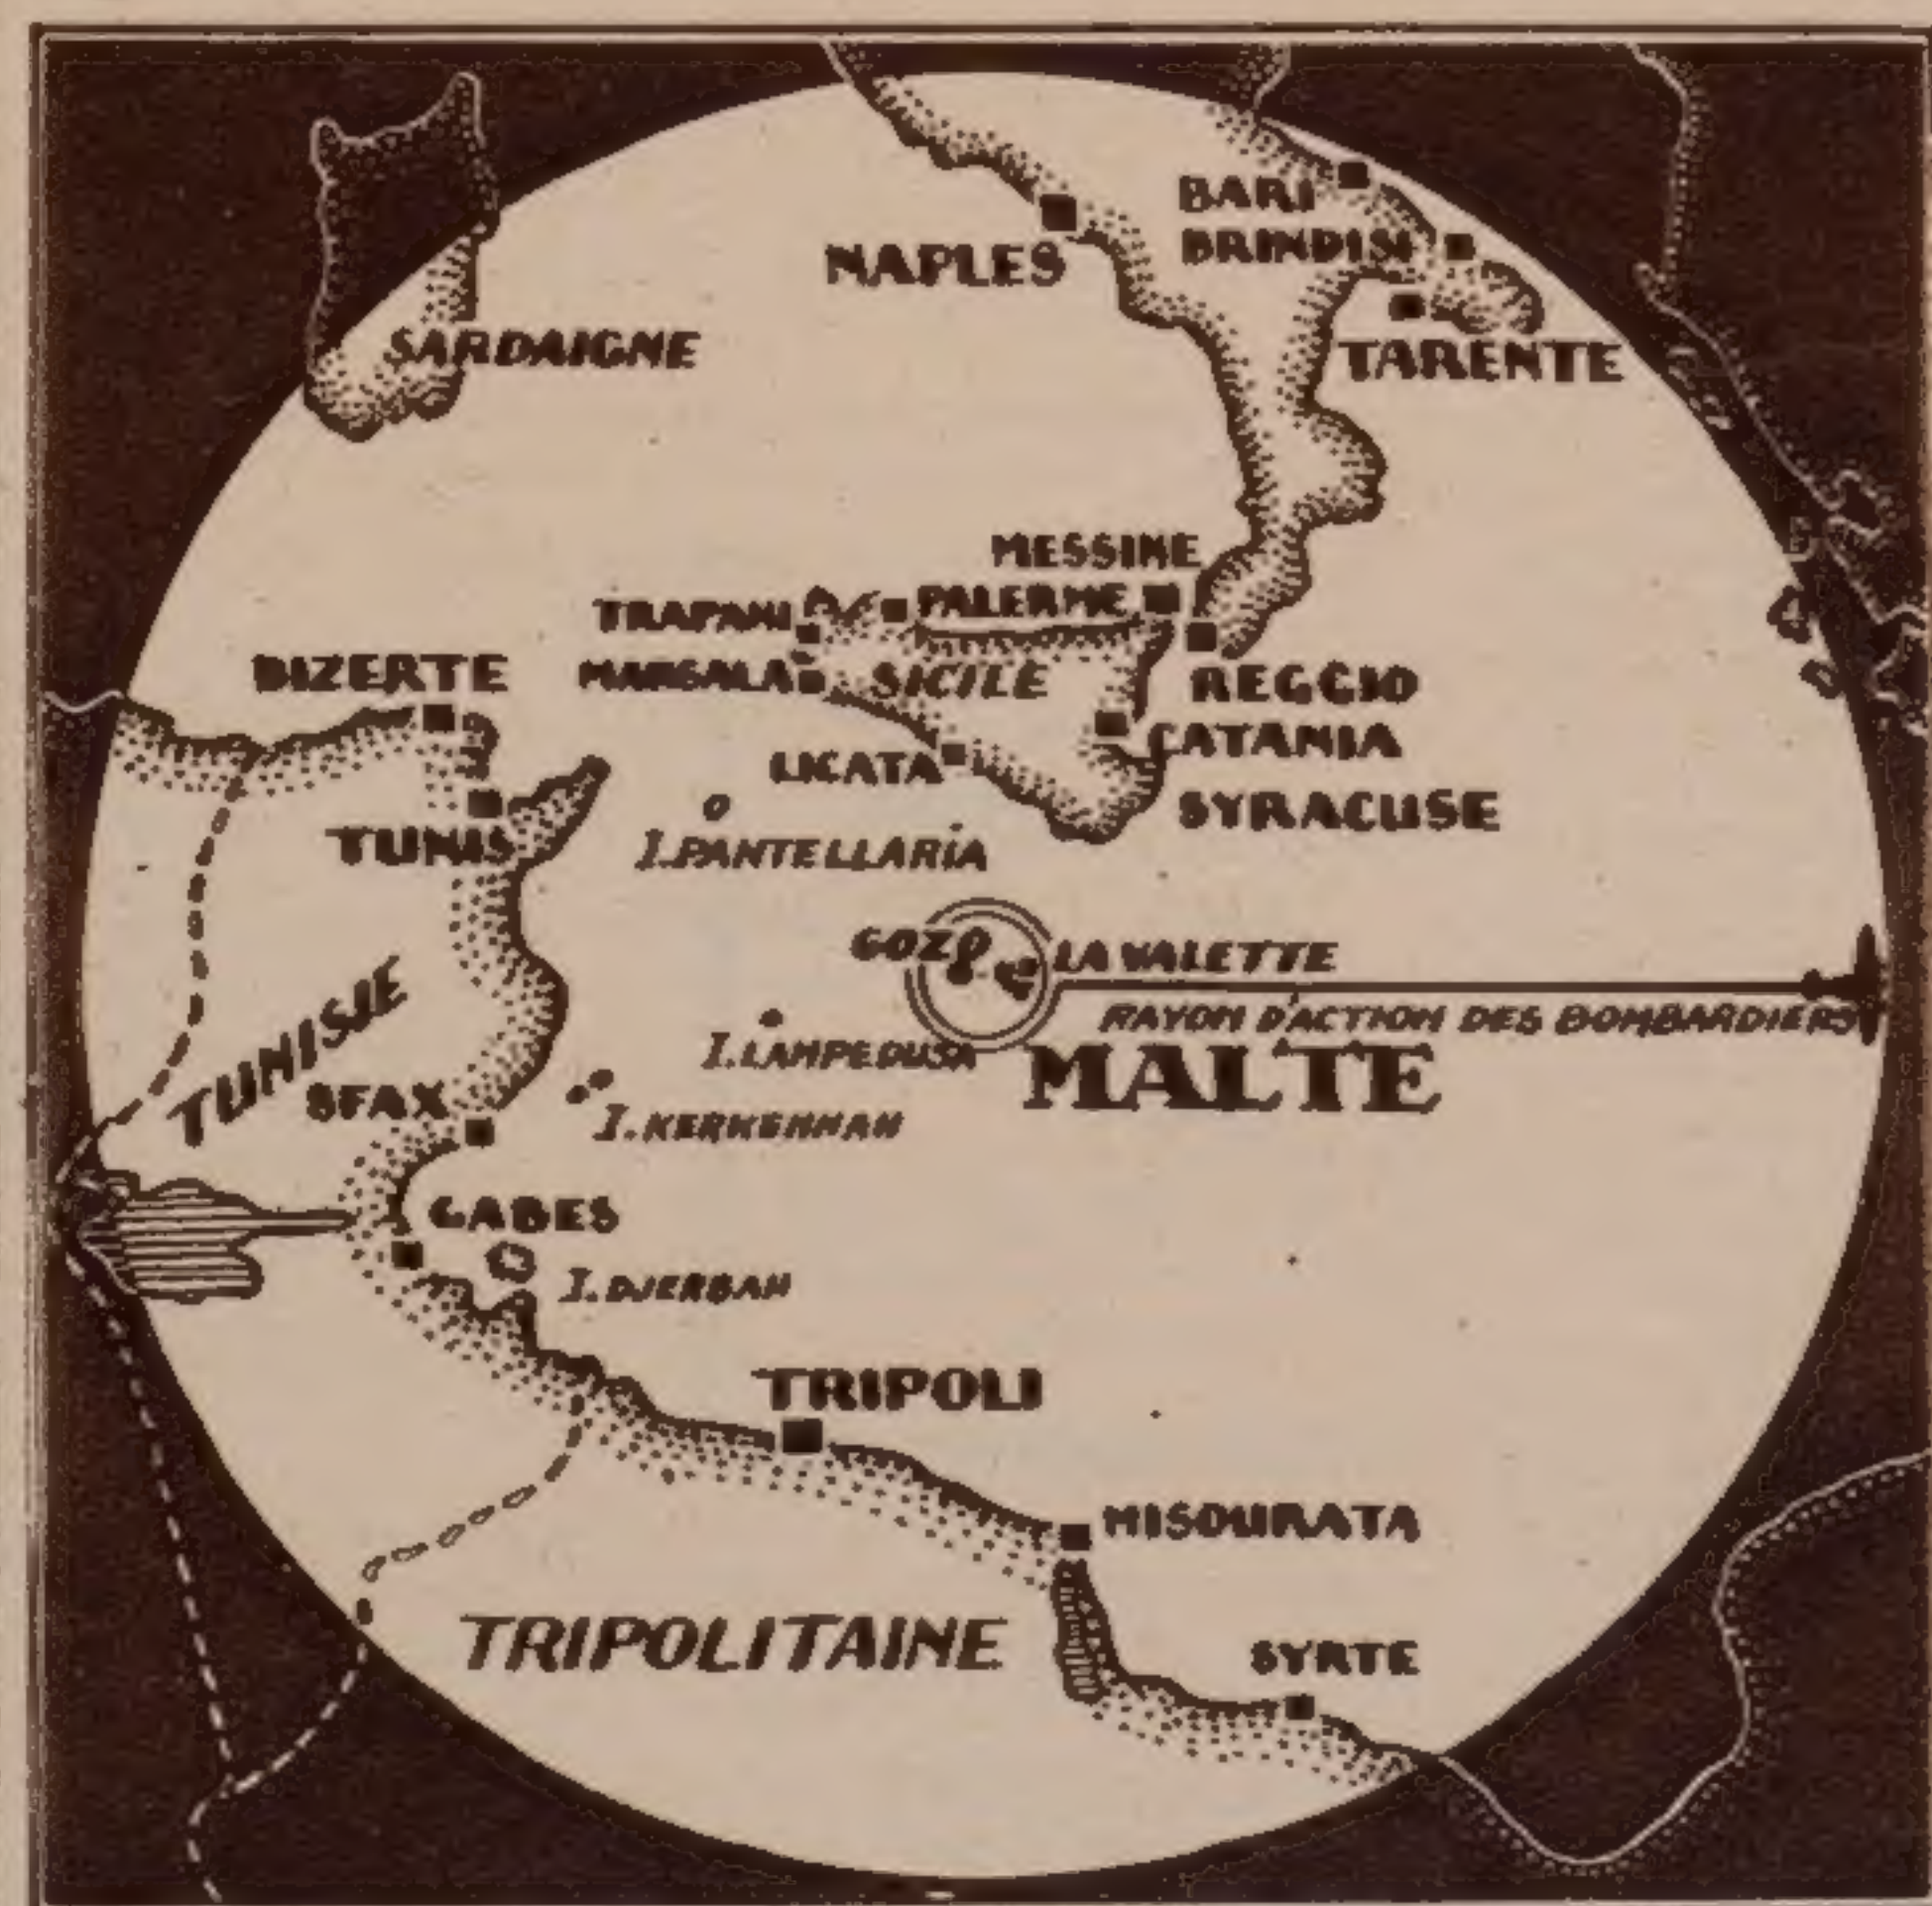 BARI
BRINDISI
NAPLES
SARDAIGNE
TARENTE
MESSINE
TRAPANI
PALERME
BIZERTE
MARSALA
SICILE
REGGIO
CATANIA
LICATA
SYRACUSE
TUNIS
I.PANTELLARIA
GOZO
LA VALETTE
RAYON D'ACTION DES BOMBARDIERS
TUNISIE
I.LAMPEDUSA
MALTE
SFAX
I.KERKENNAH
GABES
I.DJERBAH
TRIPOLI
MISOURATA
TRIPOLITAINE
SYRTE